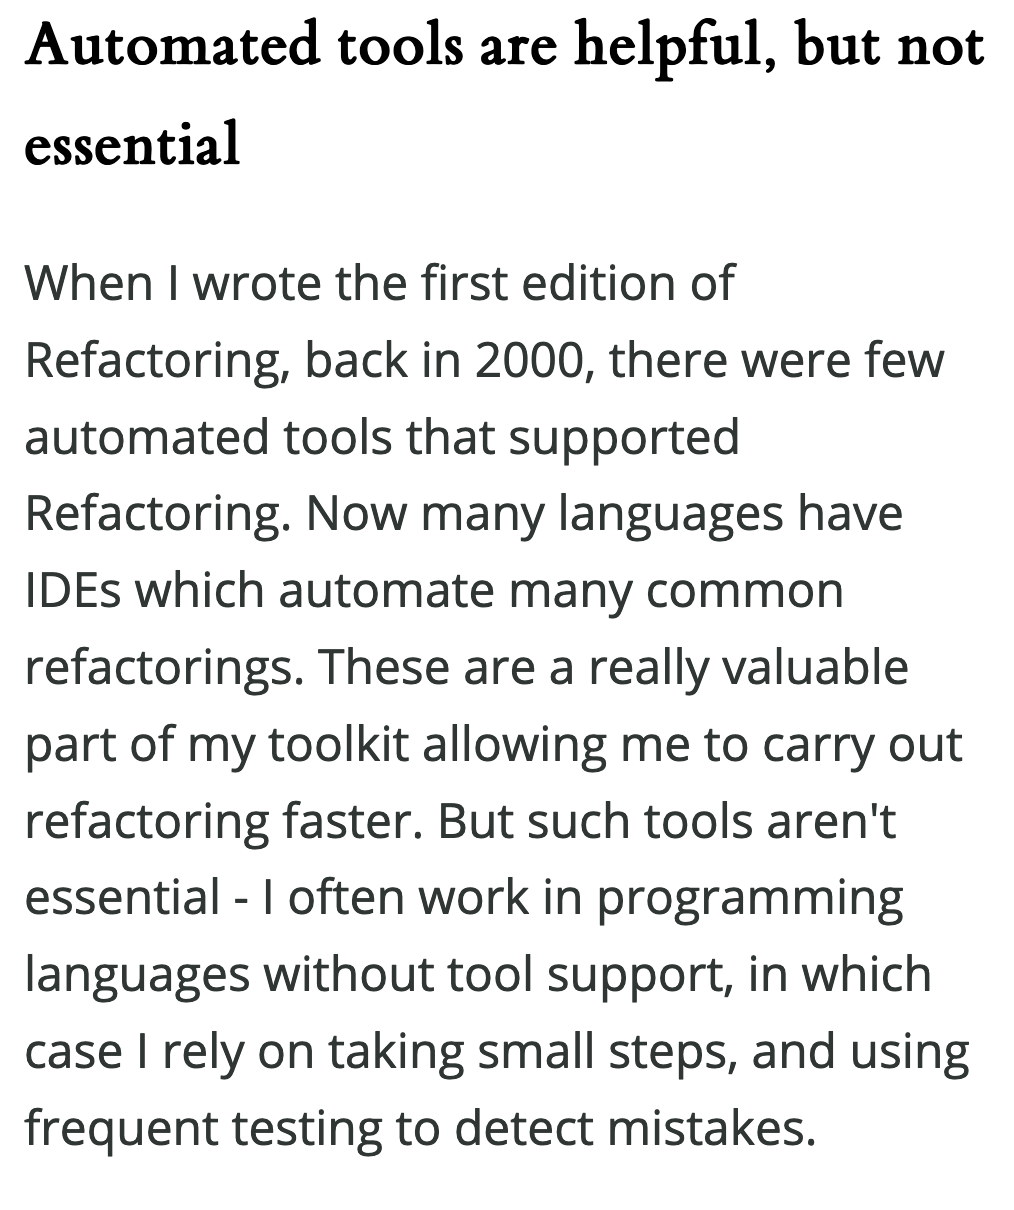 Automated tools are helpful, but not
essential
When I wrote the first edition of
Refactoring, back in 2000, there were few
automated tools that supported
Refactoring. Now many languages have
IDEs which automate many common
refactorings. These are a really valuable
part of my toolkit allowing me to carry out
refactoring faster. But such tools aren't
essential - I often work in programming
languages without tool support, in which
case I rely on taking small steps, and using
frequent testing to detect mistakes.